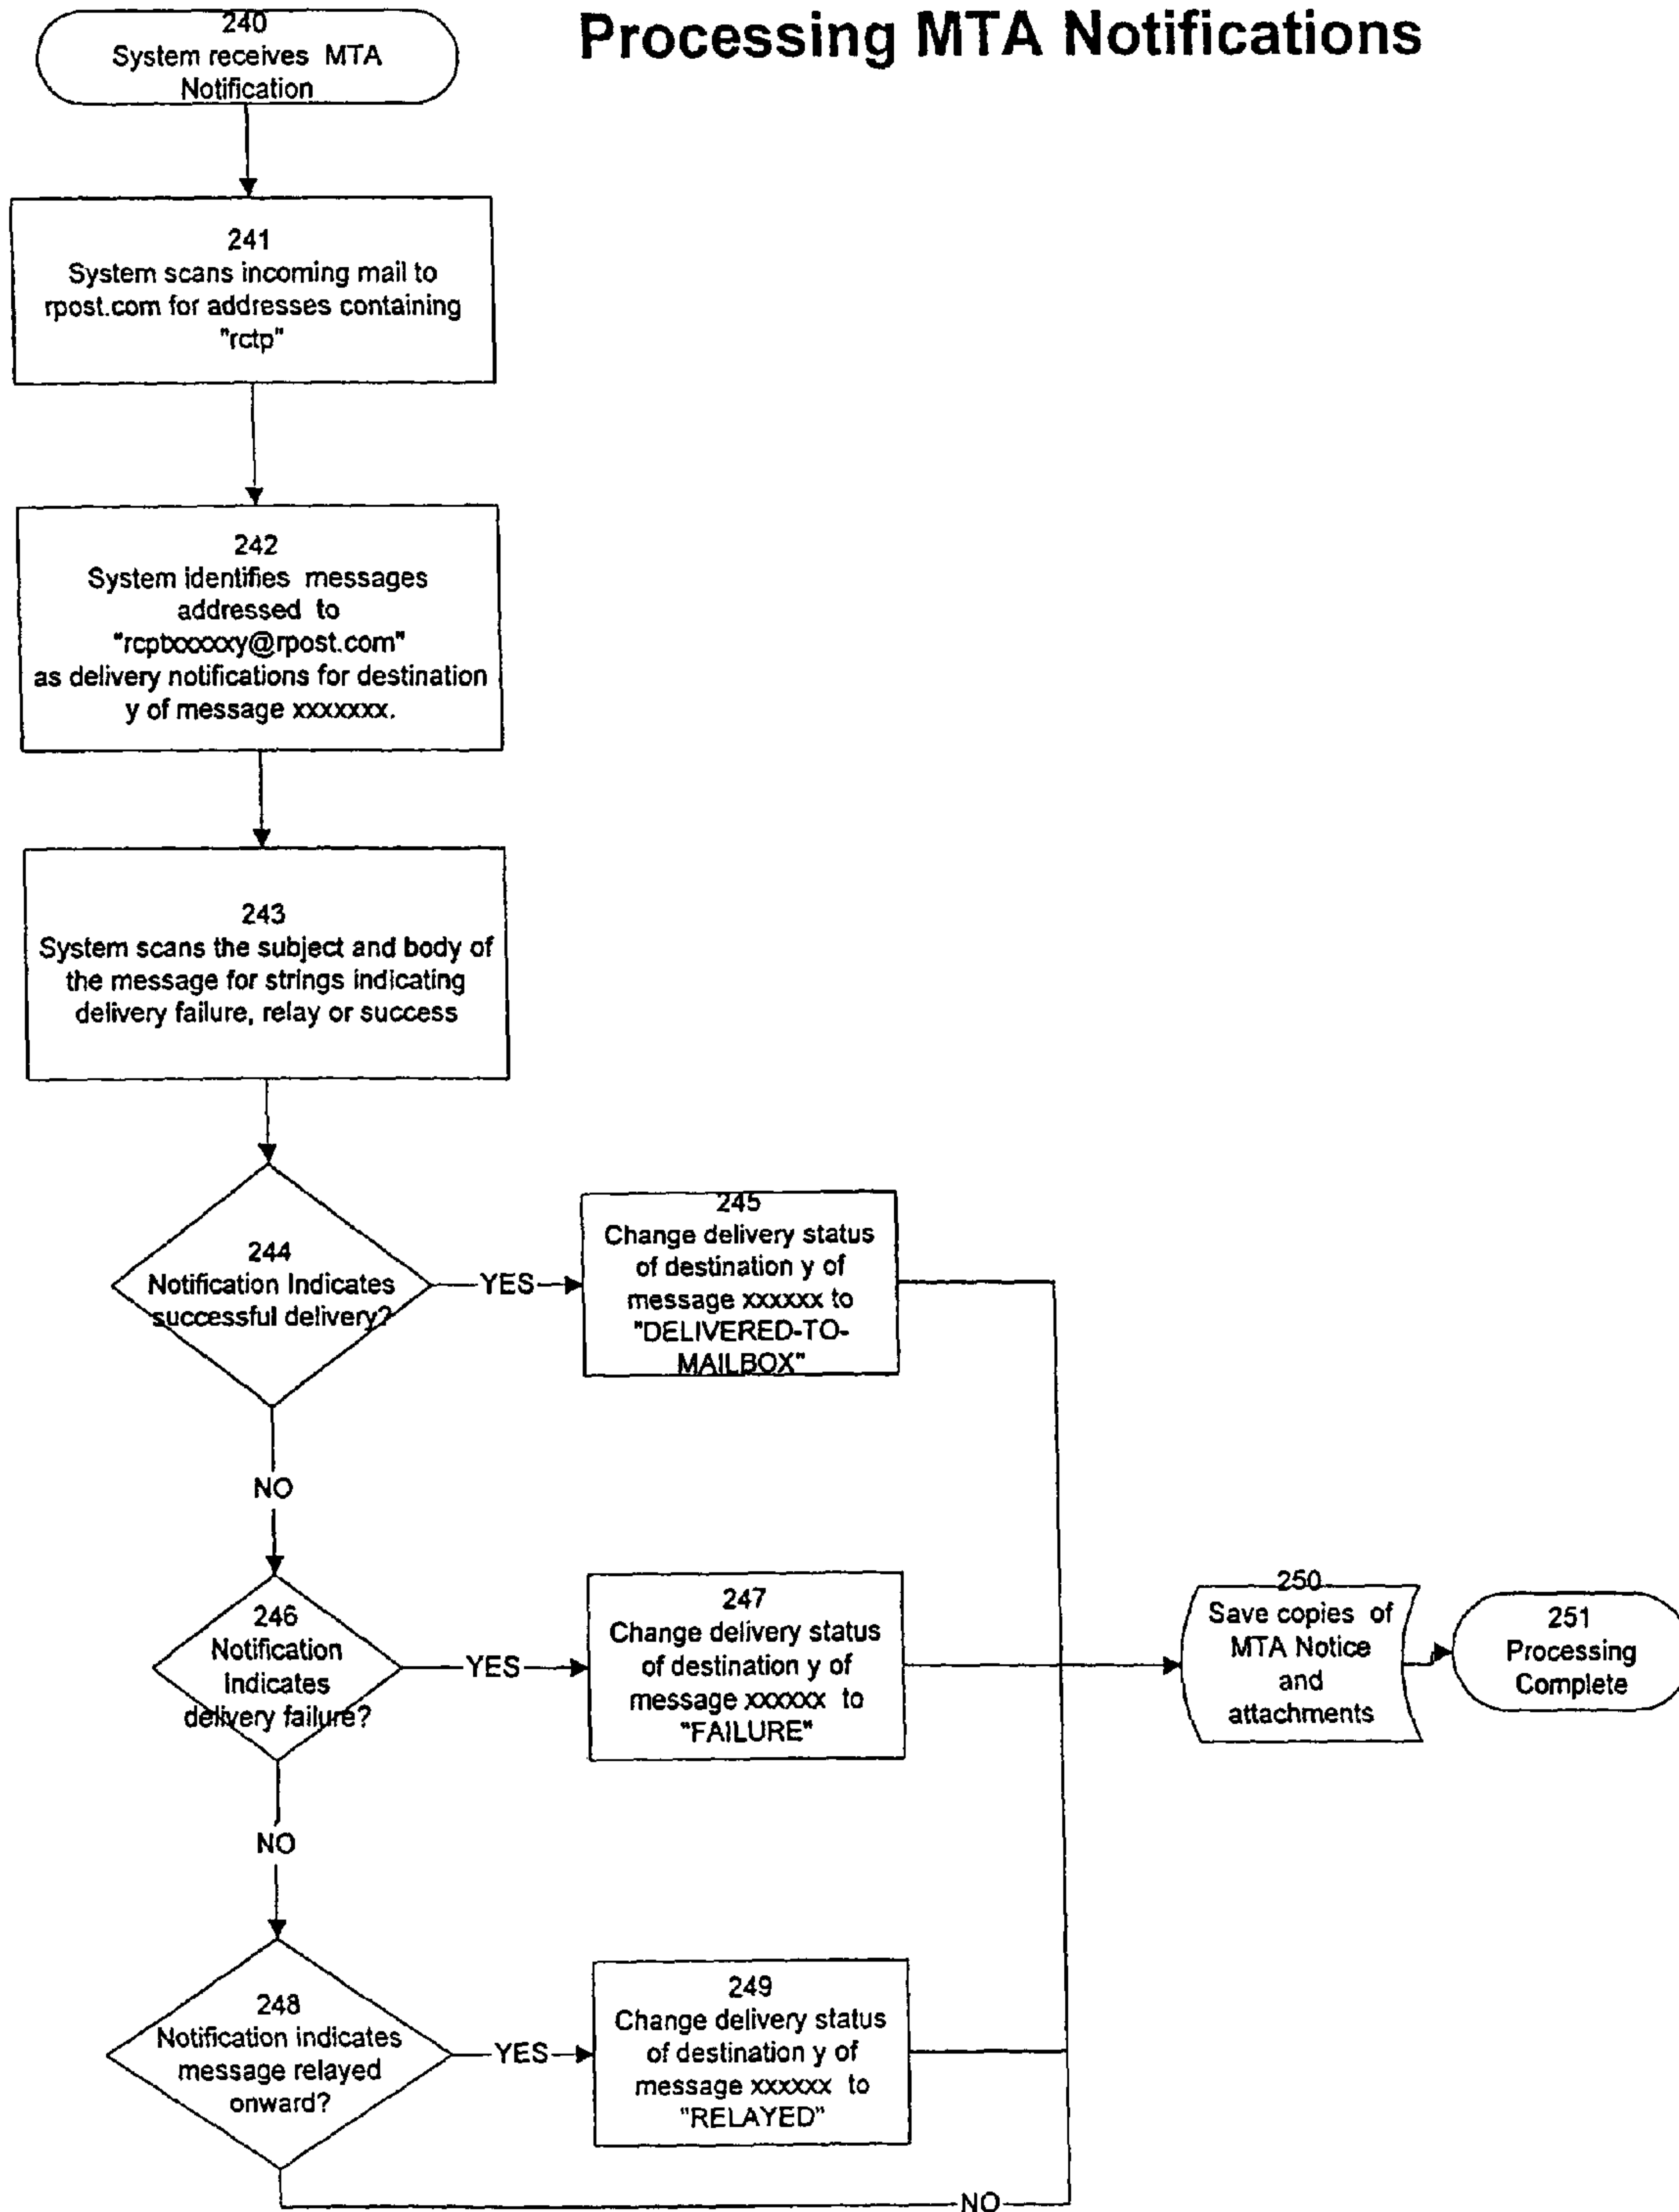 Processing MTA Notifications
240
System receives MTA
Notification
241
System scans incoming mail to
rpost.com for addresses containing
"rctp"
242
System identifies messages
addressed to
"rcptxxxxxy@rpost.com"
as delivery notifications for destination
y of message xxxxxxx.
243
System scans the subject and body of
the message for strings indicating
delivery failure, relay or success
244
Notification Indicates
successful delivery?
YES
245
Change delivery status
of destination y of
message xxxxxx to
"DELIVERED-TO-
MAILBOX"
NO
246
Notification
Indicates
delivery failure?
YES
247
Change delivery status
of destination y of
message xxxxxx to
"FAILURE"
250
Save copies of
MTA Notice
and
attachments
251
Processing
Complete
NO
248
Notification indicates
message relayed
onward?
YES
249
Change delivery status
of destination y of
message xxxxxx to
"RELAYED"
NO